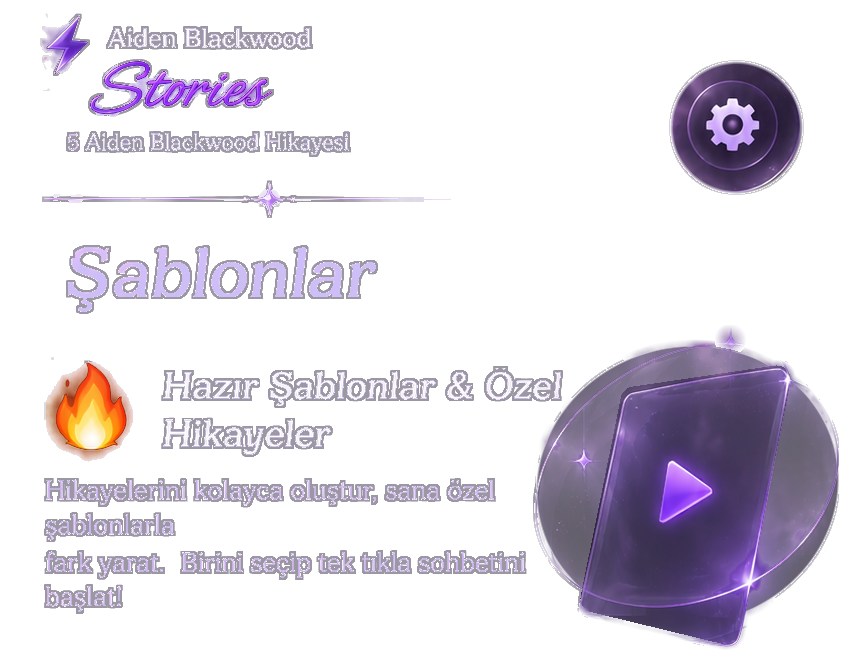 Aiden Blackwood
Stories
5 Aiden Blackwood Hikayesi
Şablonlar
Hazır Şablonlar & Özel
Hikayeler
Hikayelerini kolayca oluştur, sana özel
şablonlarla
fark yarat. Birini seçip tek tıkla sohbetini
başlat!